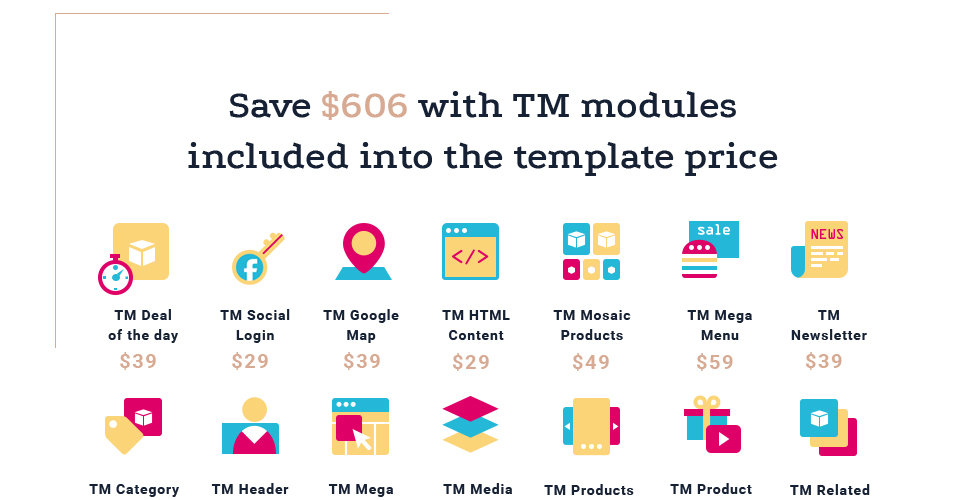 Save $606 with TM modules
included into the template price
sale
NEWS
TM Deal
of the day
$39
TM Social
Login
$29
TM Google
Map
$39
TM HTML
Content
$29
TM Mosaic
Products
$49
TM Mega
Menu
$59
TM
Newsletter
$39
TM Category
TM Header
TM Mega
TM Media
TM Products
TM Product
TM Related